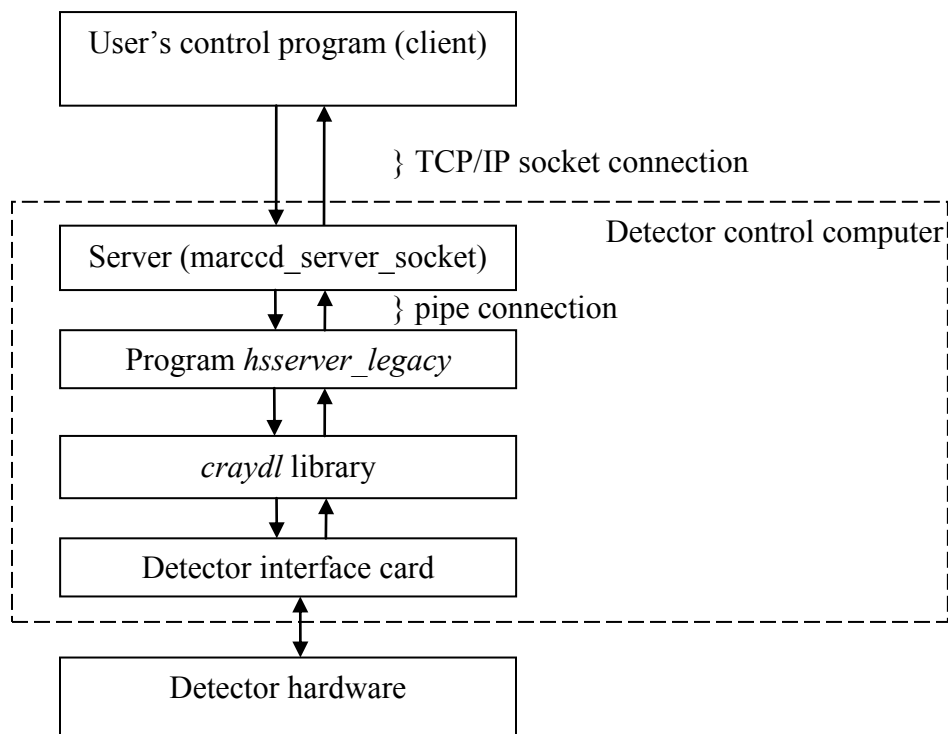 User’s control program (client)
} TCP/IP socket connection
Detector control computer
Server (marccd_server_socket)
} pipe connection
Program hsserver_legacy
craydl library
Detector interface card
Detector hardware